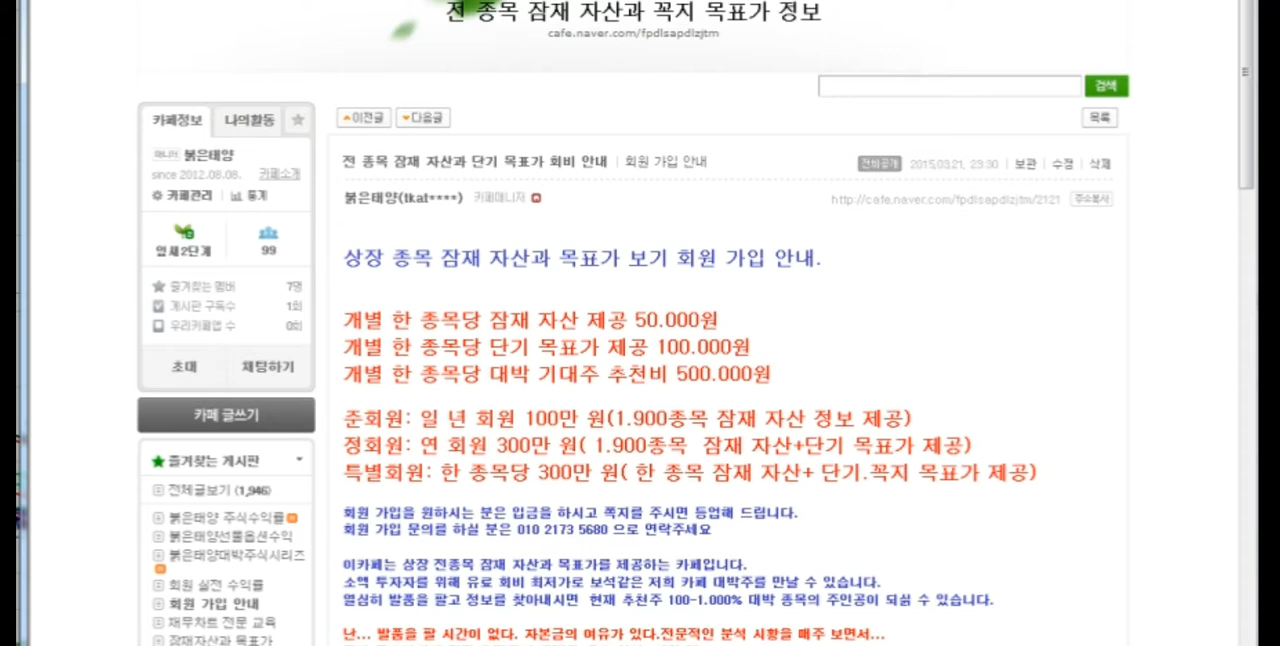 전 종목 잠재 자산과 꼭지 목표가 정보
cafe.naver.com/fpdlsapdlzjtm
검색
카페정보 나의활동
이전글 다음글 목록
매니저 붉은태양
since 2012.08.08. 카페소개
카페관리 통계
잎새2단계 99
즐겨찾는 멤버 7명
게시판 구독수 1회
우리카페앱 수 0회
초대 채팅하기
카페 글쓰기
즐겨찾는 게시판
전체글보기 (1,946)
붉은태양 주식수익률
붉은태양선물옵션수익
붉은태양대박주식시리즈
회원 실전 수익률
회원 가입 안내
재무차트 전문 교육
잠재자산과 목표가
전 종목 잠재 자산과 단기 목표가 회비 안내 | 회원 가입 안내
전체공개 2015.03.21. 23:30 | 보관 | 수정 | 삭제
붉은태양(tkat****) 카페매니저
http://cafe.naver.com/fpdlsapdlzjtm/2121 주소복사
상장 종목 잠재 자산과 목표가 보기 회원 가입 안내.
개별 한 종목당 잠재 자산 제공 50.000원
개별 한 종목당 단기 목표가 제공 100.000원
개별 한 종목당 대박 기대주 추천비 500.000원
준회원: 일 년 회원 100만 원(1.900종목 잠재 자산 정보 제공)
정회원: 연 회원 300만 원( 1.900종목 잠재 자산+단기 목표가 제공)
특별회원: 한 종목당 300만 원( 한 종목 잠재 자산+ 단기.꼭지 목표가 제공)
회원 가입을 원하시는 분은 입금을 하시고 쪽지를 주시면 등업해 드립니다.
회원 가입 문의를 하실 분은 010 2173 5680 으로 연락주세요
이카페는 상장 전종목 잠재 자산과 목표가를 제공하는 카페입니다.
소액 투자자를 위해 유로 회비 최저가로 보석같은 저희 카페 대박주를 만날 수 있습니다.
열심히 발품을 팔고 정보를 찾아내시면 현재 추천주 100-1.000% 대박 종목의 주인공이 되싥 수 있습니다.
난... 발품을 팔 시간이 없다. 자본금의 여유가 있다.전문적인 분석 시황을 매주 보면서...